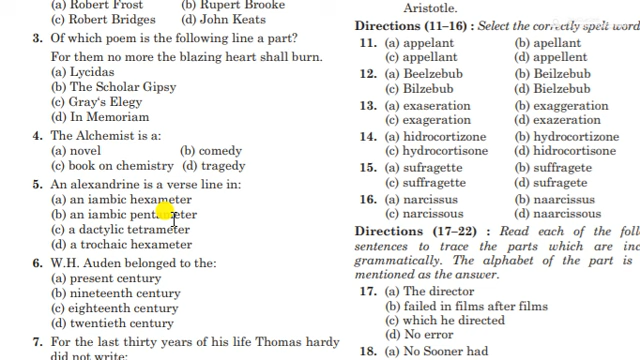 (a) Robert Frost (b) Rupert Brooke
(c) Robert Bridges (d) John Keats
3. Of which poem is the following line a part?
For them no more the blazing heart shall burn.
(a) Lycidas
(b) The Scholar Gipsy
(c) Gray's Elegy
(d) In Memoriam
4. The Alchemist is a:
(a) novel (b) comedy
(c) book on chemistry (d) tragedy
5. An alexandrine is a verse line in:
(a) an iambic hexameter
(b) an iambic pentameter
(c) a dactylic tetrameter
(d) a trochaic hexameter
6. W.H. Auden belonged to the:
(a) present century
(b) nineteenth century
(c) eighteenth century
(d) twentieth century
7. For the last thirty years of his life Thomas hardy
did not write:
Aristotle.
Directions (11–16) : Select the correctly spelt word
11. (a) appelant (b) apellant
(c) appellant (d) appellent
12. (a) Beelzebub (b) Beilzebub
(c) Bilzebub (d) Bielzebub
13. (a) exaseration (b) exaggeration
(c) exageration (d) exazeration
14. (a) hidrocortizone (b) hydrocortizone
(c) hydrocortisone (d) hidrocortisone
15. (a) sufragette (b) suffragete
(c) suffragette (d) sufragete
16. (a) narcissus (b) narcisus
(c) narcissous (d) naarcissus
Directions (17–22) : Read each of the
sentences to trace the parts which are
grammatically. The alphabet of the part is
mentioned as the answer.
17. (a) The director
(b) failed in films after films
(c) which he directed
(d) No error
18. (a) No Sooner had